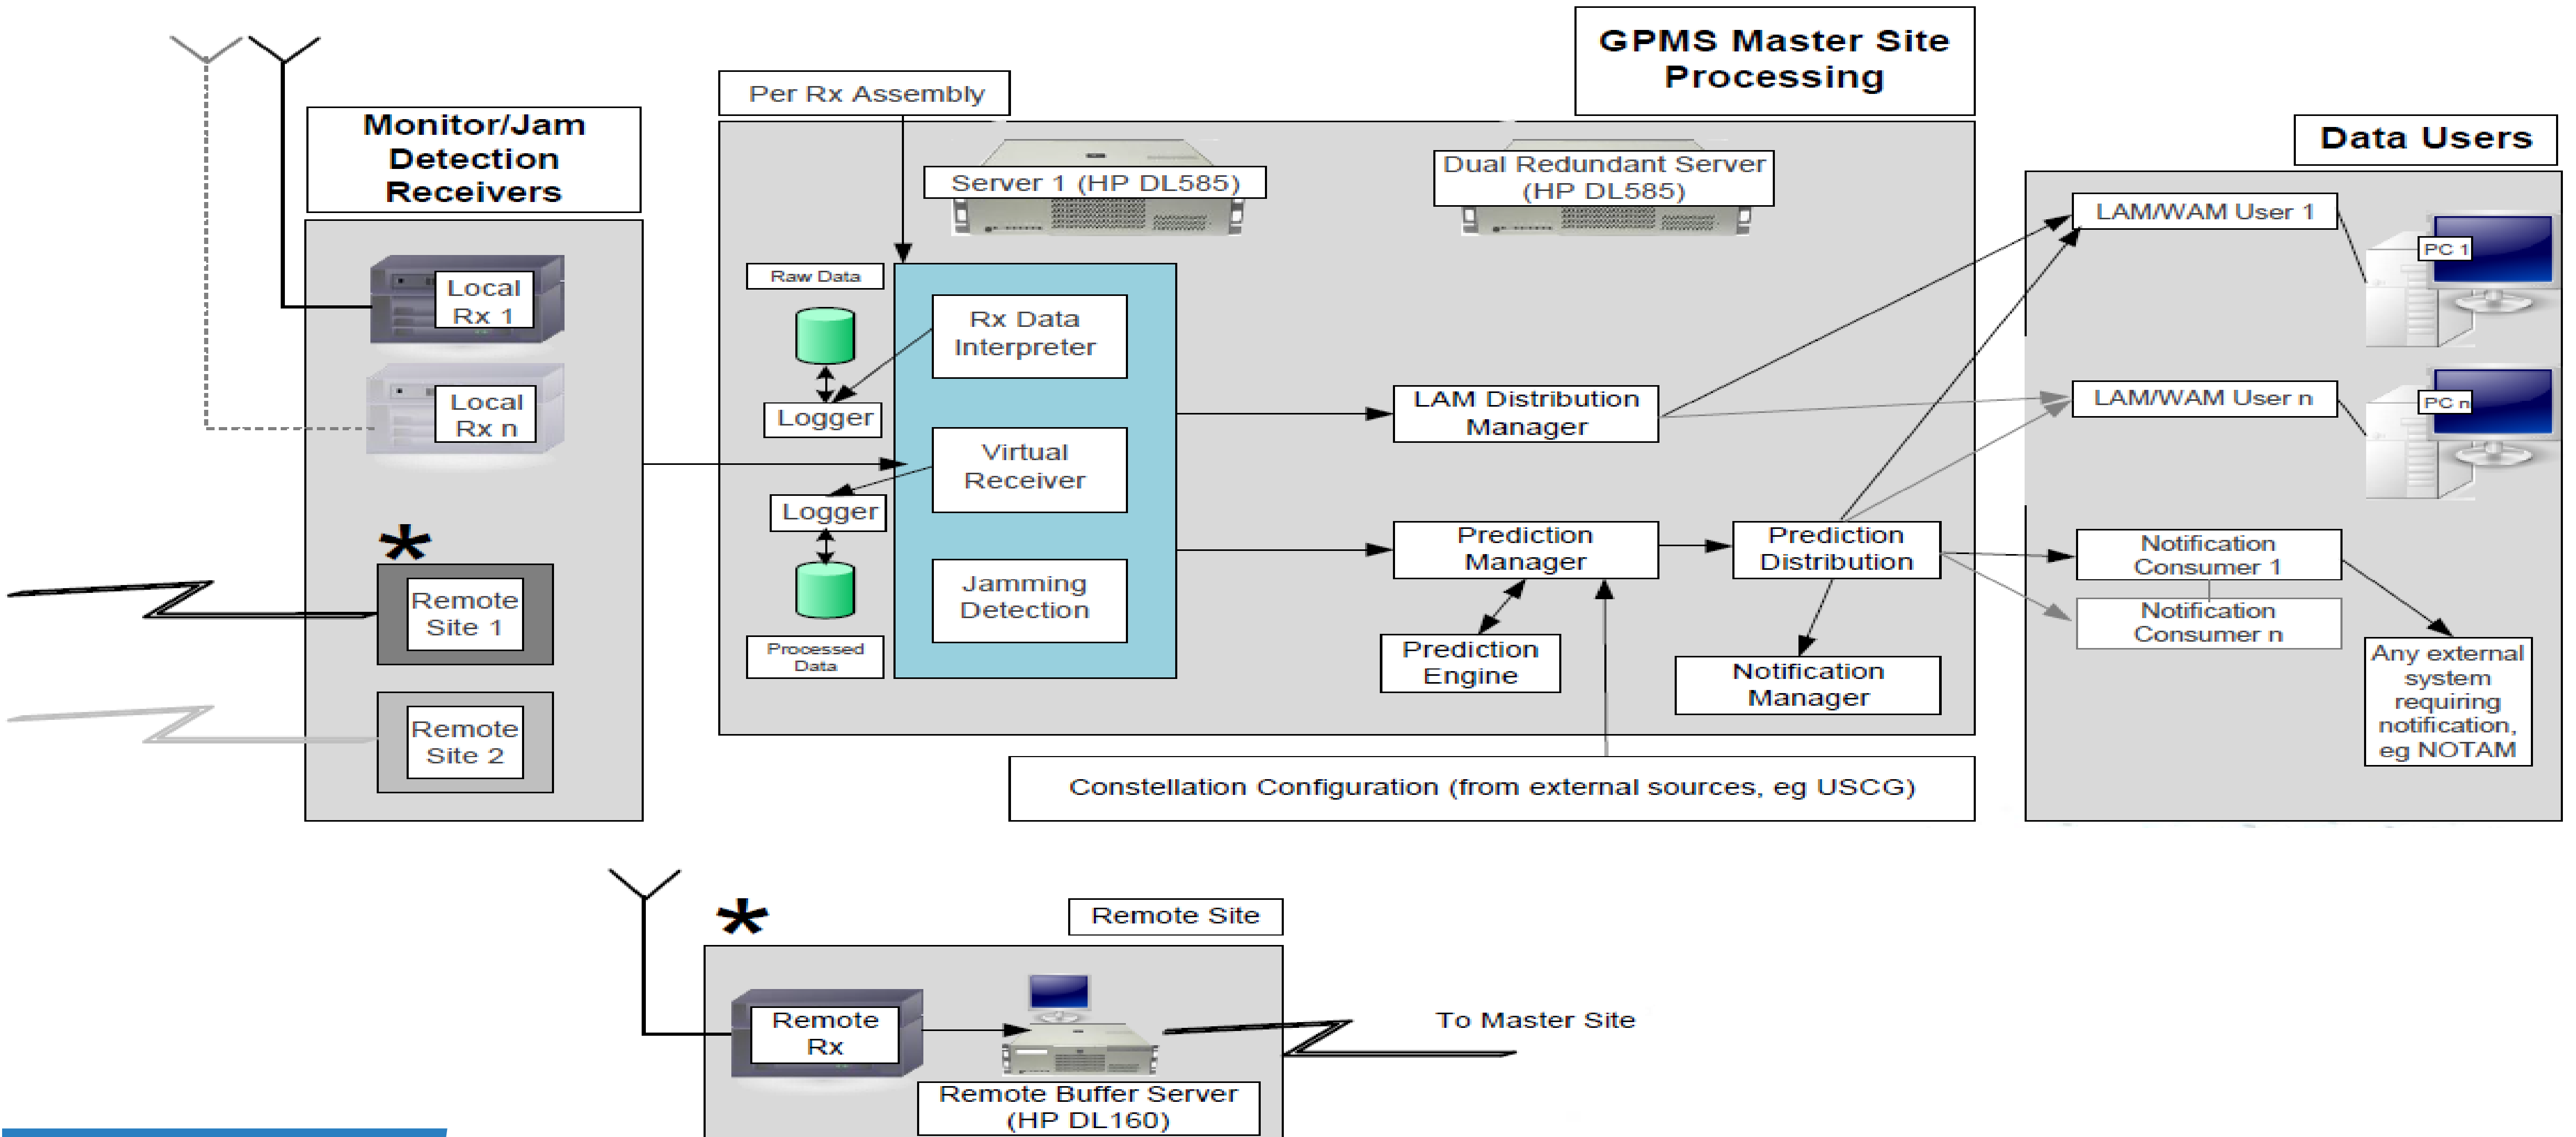 GPMS Master Site
Processing
Per Rx Assembly
Monitor/Jam
Detection
Receivers
Data Users
Server 1 (HP DL585)
Dual Redundant Server
(HP DL585)
LAM/WAM User 1
PC 1
Local
Rx 1
Raw Data
Rx Data
Interpreter
Local
Rx n
Logger
LAM Distribution
Manager
LAM/WAM User n
PC n
Virtual
Receiver
Logger
*
Prediction
Manager
Prediction
Distribution
Notification
Consumer 1
Remote
Site 1
Jamming
Detection
Notification
Consumer n
Processed
Data
Prediction
Engine
Notification
Manager
Any external
system
requiring
notification,
eg NOTAM
Remote
Site 2
Constellation Configuration (from external sources, eg USCG)
*
Remote Site
Remote
Rx
To Master Site
Remote Buffer Server
(HP DL160)